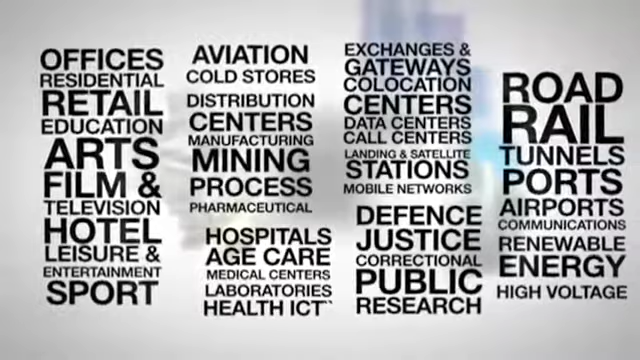 OFFICES
RESIDENTIAL
RETAIL
EDUCATION
ARTS
FILM &
TELEVISION
HOTEL
LEISURE &
ENTERTAINMENT
SPORT
AVIATION
COLD STORES
DISTRIBUTION
CENTERS
MANUFACTURING
MINING
PROCESS
PHARMACEUTICAL
HOSPITALS
AGE CARE
MEDICAL CENTERS
LABORATORIES
HEALTH ICT``
EXCHANGES &
GATEWAYS
COLOCATION
CENTERS
DATA CENTERS
CALL CENTERS
LANDING & SATELLITE
STATIONS
MOBILE NETWORKS
DEFENCE
JUSTICE
CORRECTIONAL
PUBLIC
RESEARCH
ROAD
RAIL
TUNNELS
PORTS
AIRPORTS
COMMUNICATIONS
RENEWABLE
ENERGY
HIGH VOLTAGE